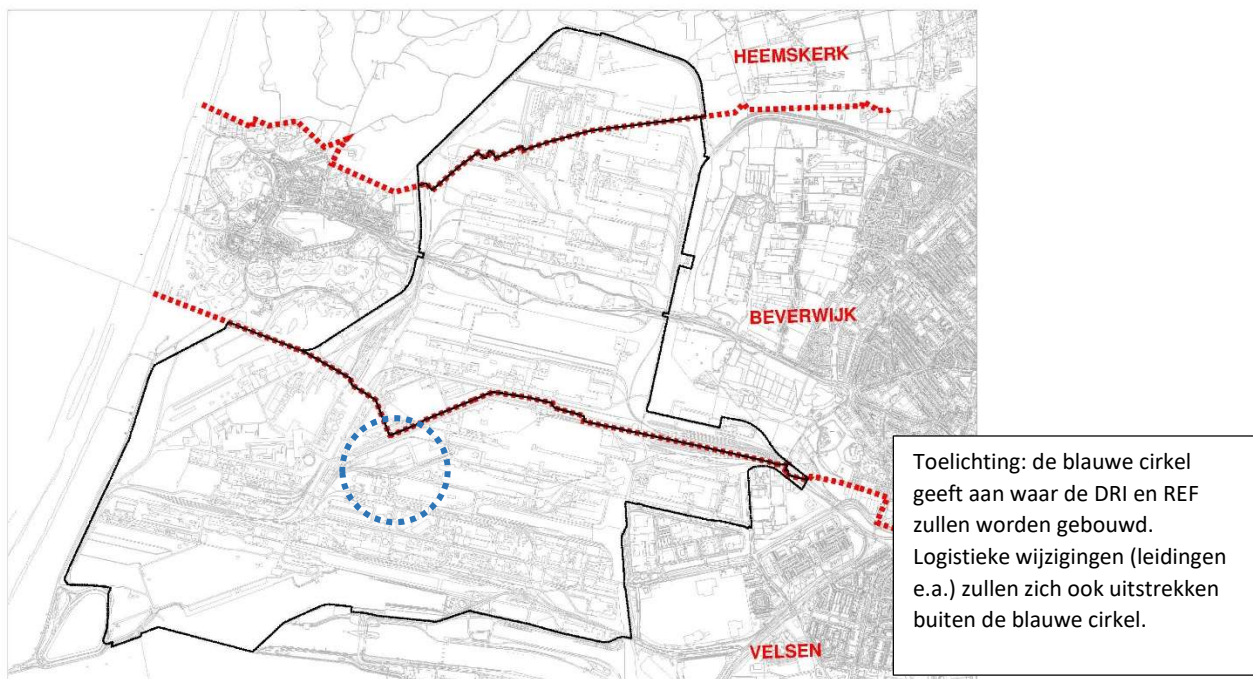 HEEMSKERK
BEVERWIJK
Toelichting: de blauwe cirkel
geeft aan waar de DRI en REF
zullen worden gebouwd.
Logistieke wijzigingen (leidingen
e.a.) zullen zich ook uitstrekken
buiten de blauwe cirkel.
VELSEN